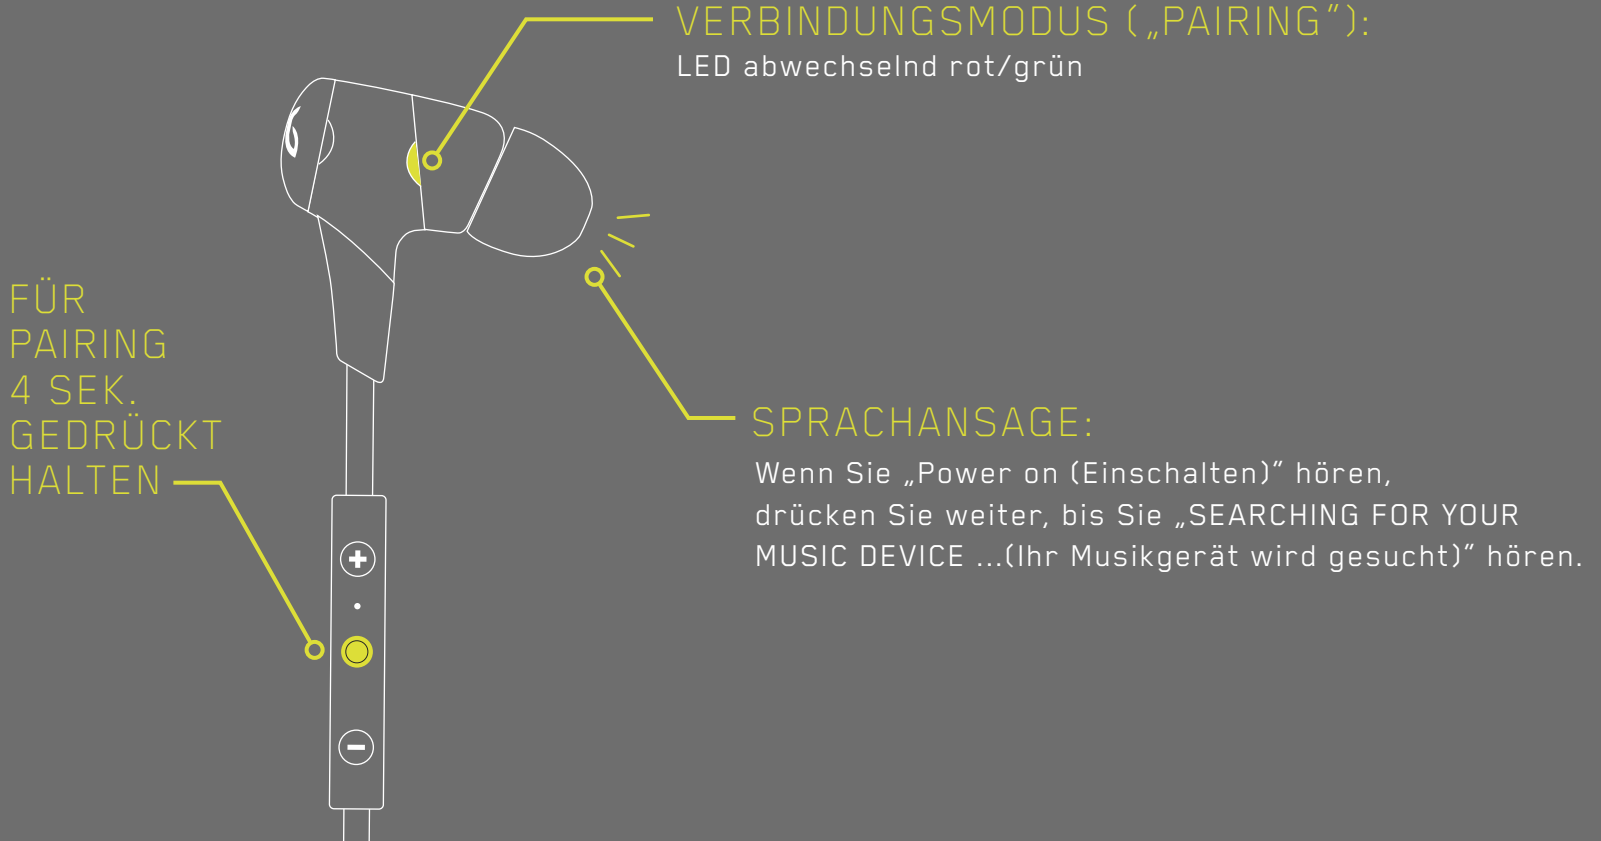 VERBINDUNGSMODUS („PAIRING“):
LED abwechselnd rot/grün
FÜR
PAIRING
4 SEK.
GEDRÜCKT
HALTEN
SPRACHANSAGE:
Wenn Sie „Power on (Einschalten)“ hören,
drücken Sie weiter, bis Sie „SEARCHING FOR YOUR
MUSIC DEVICE ...(Ihr Musikgerät wird gesucht)“ hören.